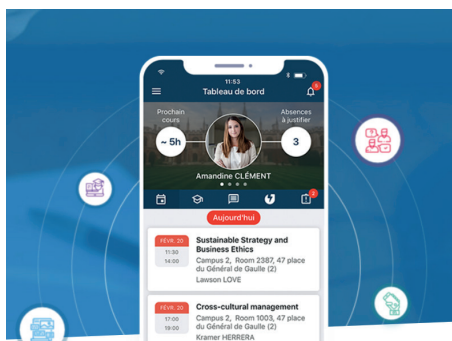 11:53
Tableau de bord
8
Prochain
cours
~ 5h
Absences
à justifier
3
Amandine CLÉMENT
2
Aujourd'hui
FÉVR. 20
11:30
14:00
Sustainable Strategy and
Business Ethics
Campus 2, Room 2387, 47 place
du Général de Gaulle (2)
Lawson LOVE
FÉVR. 20
17:00
19:00
Cross-cultural management
Campus 2, Room 1003, 47 place
du Général de Gaulle (2)
Kramer HERRERA